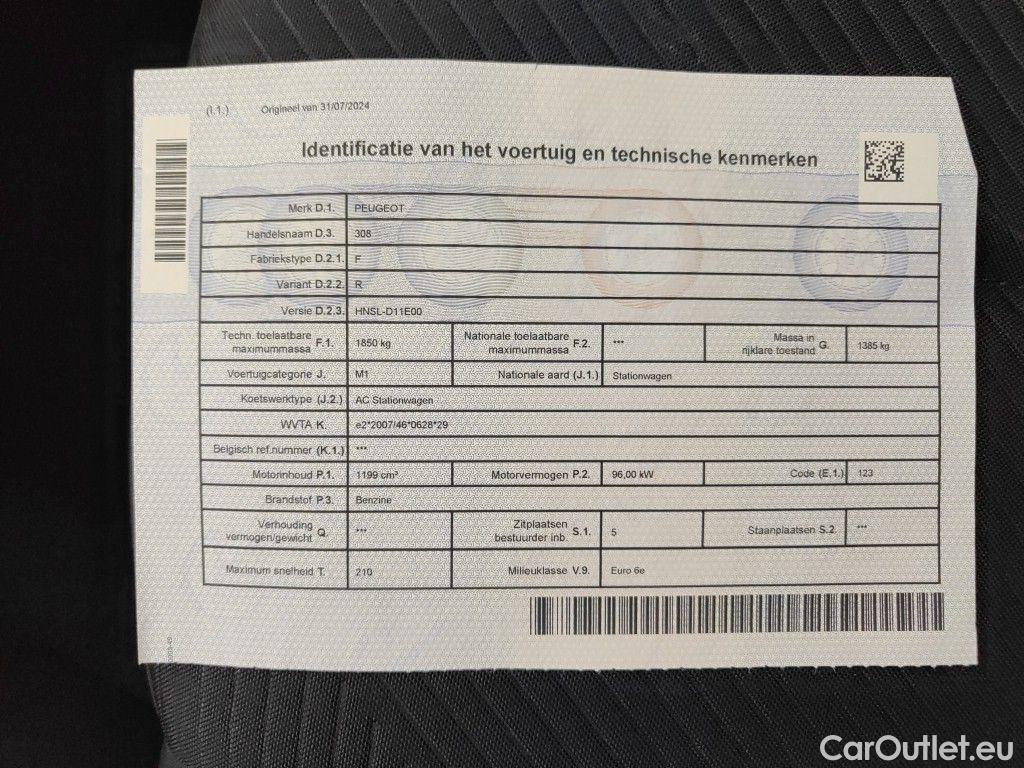 (I.1.) Origineel van 31/07/2024
Identificatie van het voertuig en technische kenmerken
Merk D.1. PEUGEOT
Handelsnaam D.3. 308
Fabriekstype D.2.1. F
Variant D.2.2. R
Versie D.2.3. HNSL-D11E00
Techn. toelaatbare maximummassa F.1. 1850 kg Nationale toelaatbare maximummassa F.2. *** Massa in rijklare toestand G. 1385 kg
Voertuigcategorie J. M1 Nationale aard (J.1.) Stationwagen
Koetswerktype (J.2.) AC Stationwagen
WVTA K. e2*2007/46*0628*29
Belgisch ref.nummer (K.1.) ***
Motorinhoud P.1. 1199 cm³ Motorvermogen P.2. 96,00 kW Code (E.1.) 123
Brandstof P.3. Benzine
Verhouding vermogen/gewicht Q. *** Zitplaatsen bestuurder inb. S.1. 5 Staanplaatsen S.2. ***
Maximum snelheid T. 210 Milieuklasse V.9. Euro 6e
CarOutlet.eu